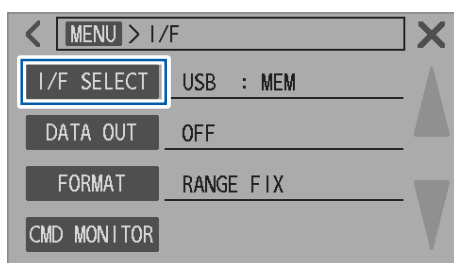 MENU > I/F
I/F SELECT USB : MEM
DATA OUT OFF
FORMAT RANGE FIX
CMD MONITOR